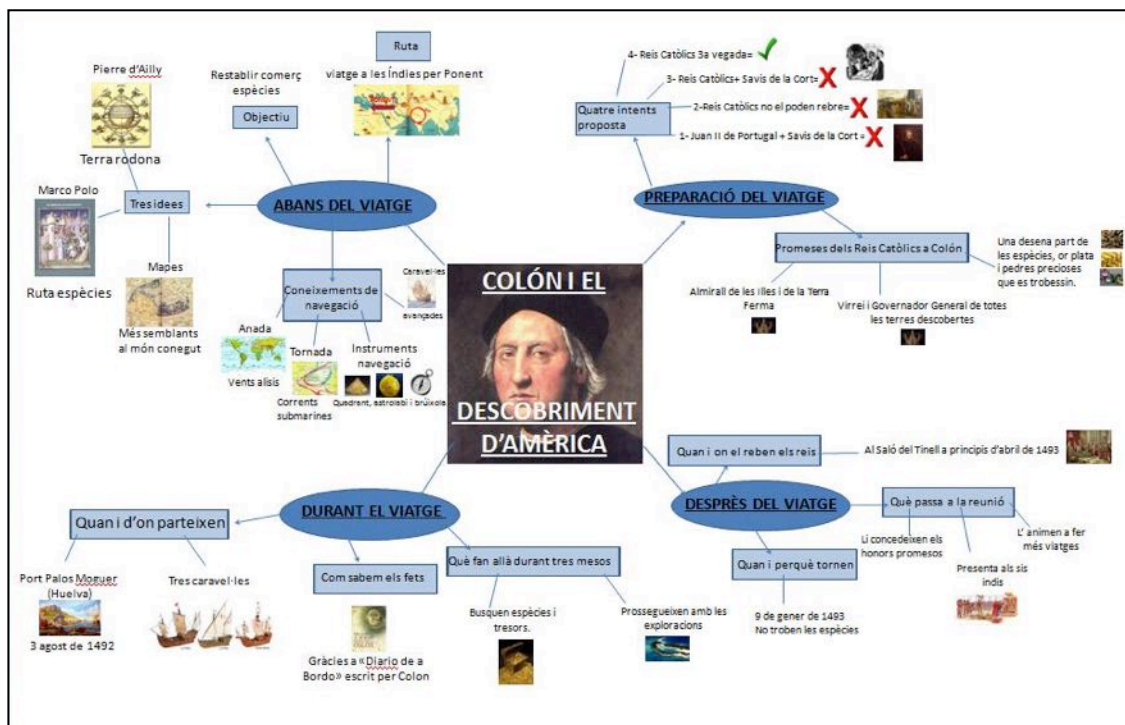 COLÓN I EL
DESCOBRIMENT
D'AMÈRICA
ABANS DEL VIATGE
Ruta
viatge a les Índies per Ponent
Restablir comerç
espècies
Objectiu
Pierre d'Ailly
Terra rodona
Tres idees
Marco Polo
Ruta espècies
Mapes
Més semblants
al món conegut
Coneixements de
navegació
Caravel·les
avançades
Anada
Vents alisis
Tornada
Corrents
submarines
Instruments
navegació
Quadrant, astrolabi i brúixola
PREPARACIÓ DEL VIATGE
Quatre intents
proposta
4- Reis Catòlics 3a vegada=
3- Reis Catòlics+ Savis de la Cort=
2-Reis Catòlics no el poden rebre=
1- Juan II de Portugal + Savis de la Cort =
Promeses dels Reis Catòlics a Colón
Una desena part de
les espècies, or plata
i pedres precioses
que es trobessin.
Almirall de les Illes i de la Terra
Ferma
Virrei i Governador General de totes
les terres descobertes
DURANT EL VIATGE
Quan i d'on parteixen
Port Palos Moguer
(Huelva)
3 agost de 1492
Tres caravel·les
Com sabem els fets
Gràcies a «Diario de a
Bordo» escrit per Colon
Què fan allà durant tres mesos
Busquen espècies i
tresors.
Prossegueixen amb les
exploracions
DESPRÈS DEL VIATGE
Quan i on el reben els reis
Al Saló del Tinell a principis d'abril de 1493
Què passa a la reunió
Li concedeixen els
honors promesos
Presenta als sis
indis
L' animen a fer
més viatges
Quan i perquè tornen
9 de gener de 1493
No troben les espècies